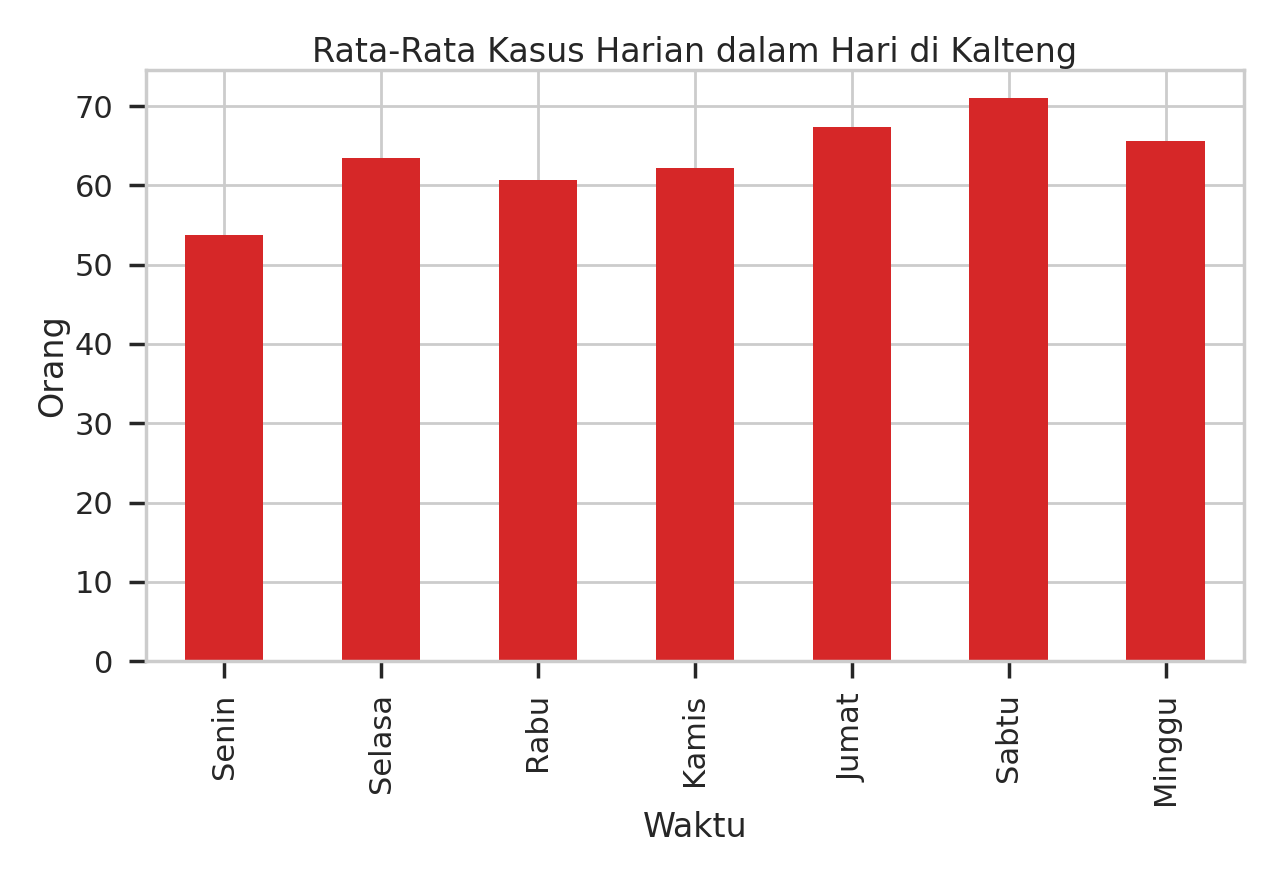 Rata-Rata Kasus Harian dalam Hari di Kalteng
70
60
50
40
30
20
10
0
Orang
Senin
Selasa
Rabu
Kamis
Jumat
Sabtu
Minggu
Waktu